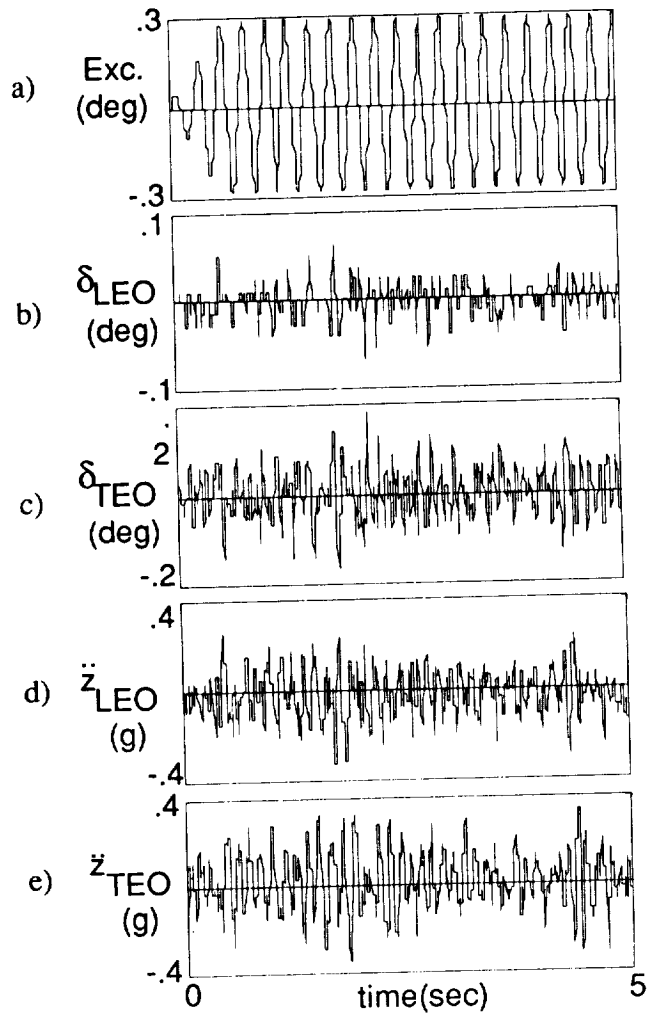 .3
a) Exc.
(deg)
-.3
.1
b) δLEO
(deg)
-.1
.
2
c) δTEO
(deg)
-.2
.4
d) z̈LEO
(g)
-.4
.4
e) z̈TEO
(g)
-.4
0 time(sec) 5